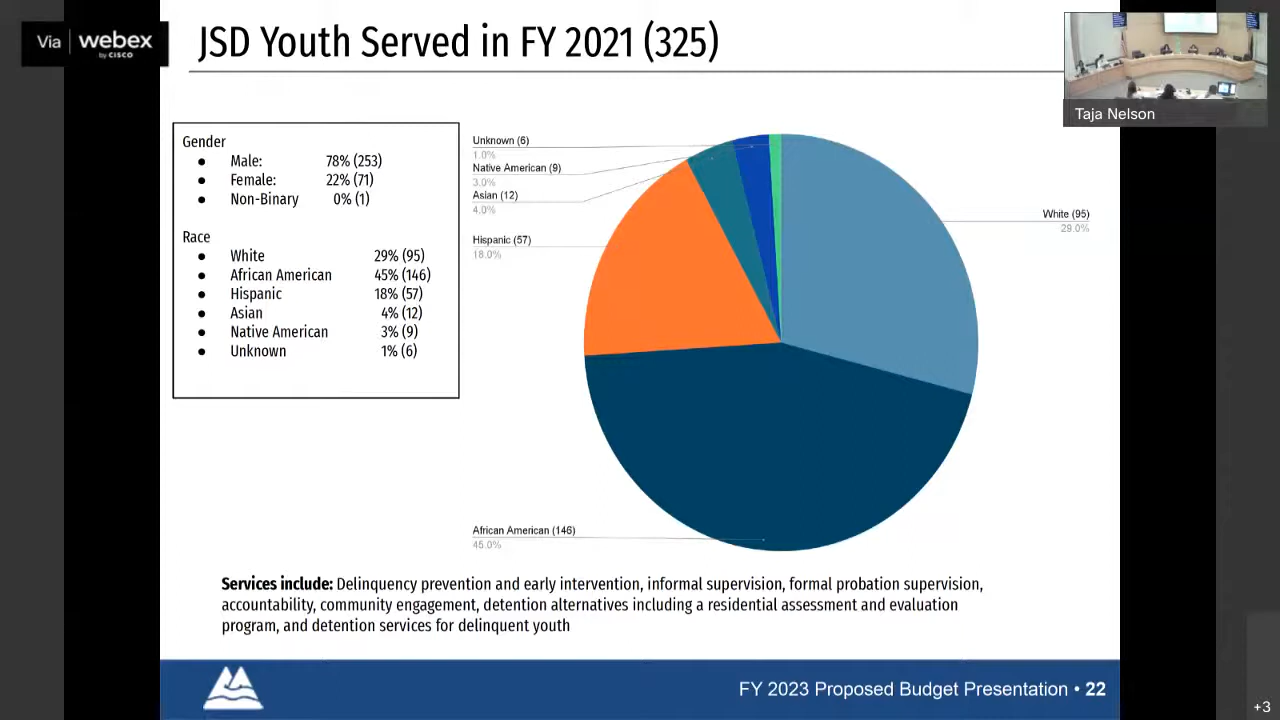 Via webex
by CISCO
JSD Youth Served in FY 2021 (325)
Taja Nelson
Gender
● Male: 78% (253)
● Female: 22% (71)
● Non-Binary 0% (1)
Race
● White 29% (95)
● African American 45% (146)
● Hispanic 18% (57)
● Asian 4% (12)
● Native American 3% (9)
● Unknown 1% (6)
Unknown (6)
1.0%
Native American (9)
3.0%
Asian (12)
4.0%
Hispanic (57)
18.0%
White (95)
29.0%
African American (146)
45.0%
Services include: Delinquency prevention and early intervention, informal supervision, formal probation supervision,
accountability, community engagement, detention alternatives including a residential assessment and evaluation
program, and detention services for delinquent youth
FY 2023 Proposed Budget Presentation • 22
+3